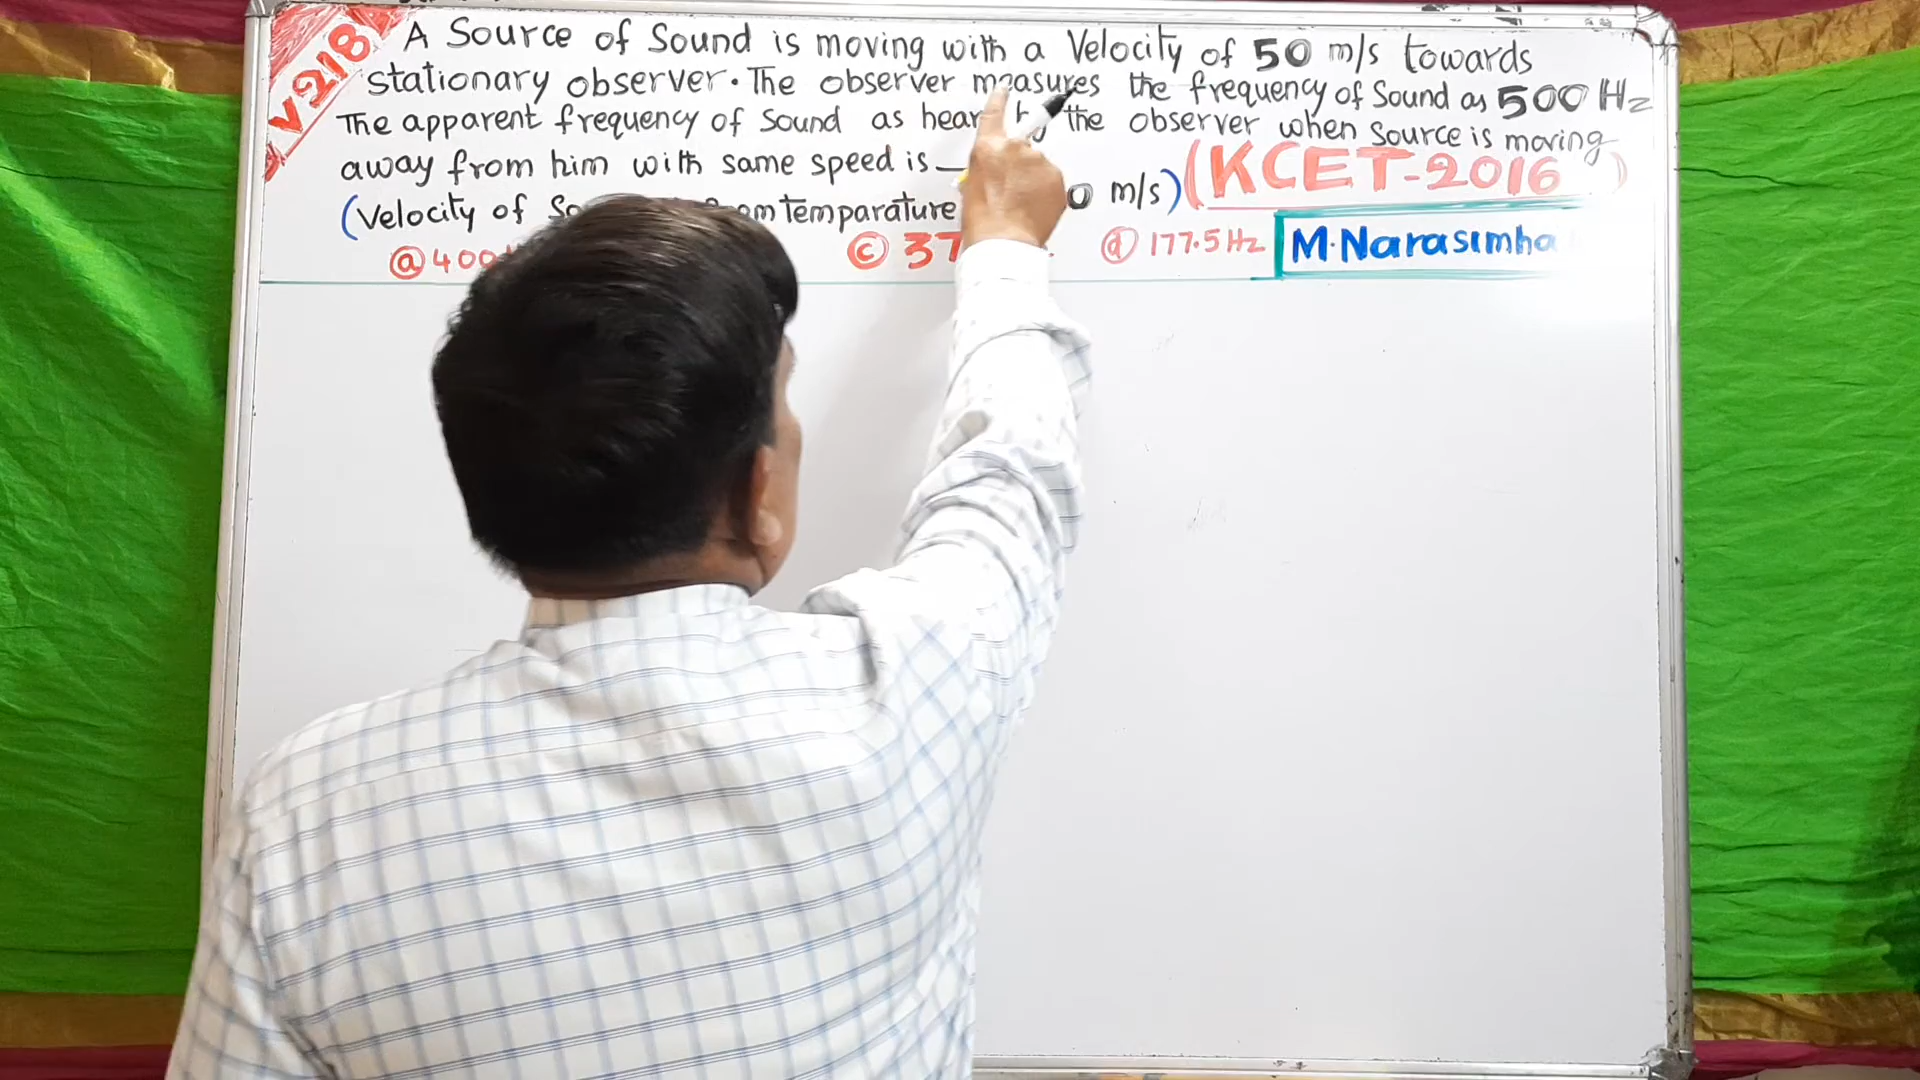 V218
A Source of Sound is moving with a Velocity of 50 m/s towards
stationary observer. The observer measures the frequency of Sound as 500 Hz
The apparent frequency of Sound as the observer when source is moving
away from him with same speed is
(Velocity of temparature m/s) (KCET-2016)
ⓐ 400 ⓒ ⓓ 177.5 Hz M. Narasimha